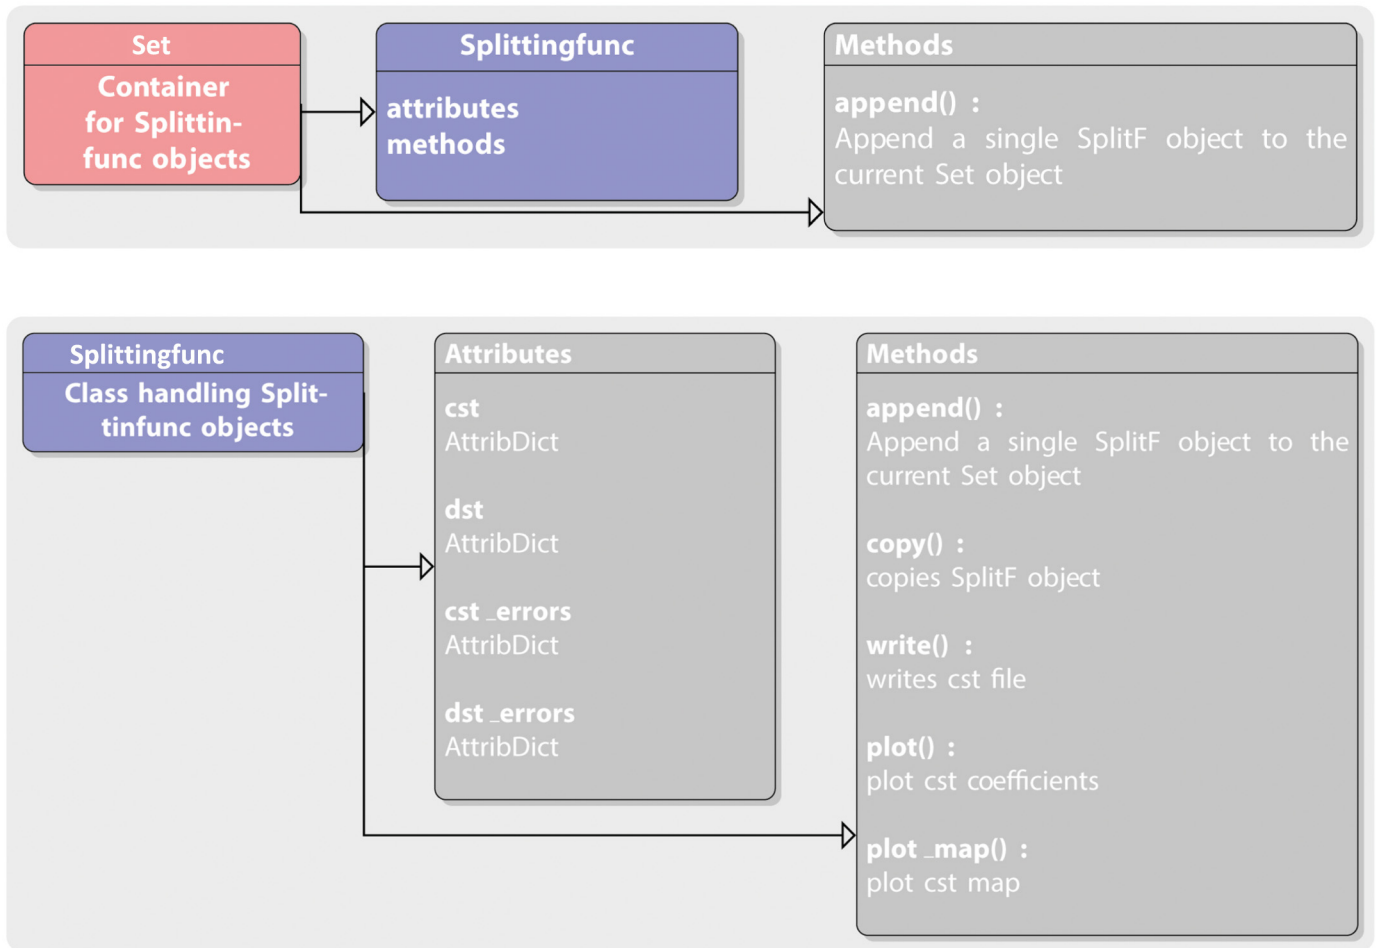 Set
Container
for Splittin-
func objects
Splittingfunc
attributes
methods
Methods
append() :
Append a single SplitF object to the
current Set object
Splittingfunc
Class handling Split-
tinfunc objects
Attributes
cst
AttribDict
dst
AttribDict
cst _errors
AttribDict
dst _errors
AttribDict
Methods
append() :
Append a single SplitF object to the
current Set object
copy() :
copies SplitF object
write() :
writes cst file
plot() :
plot cst coefficients
plot _map() :
plot cst map